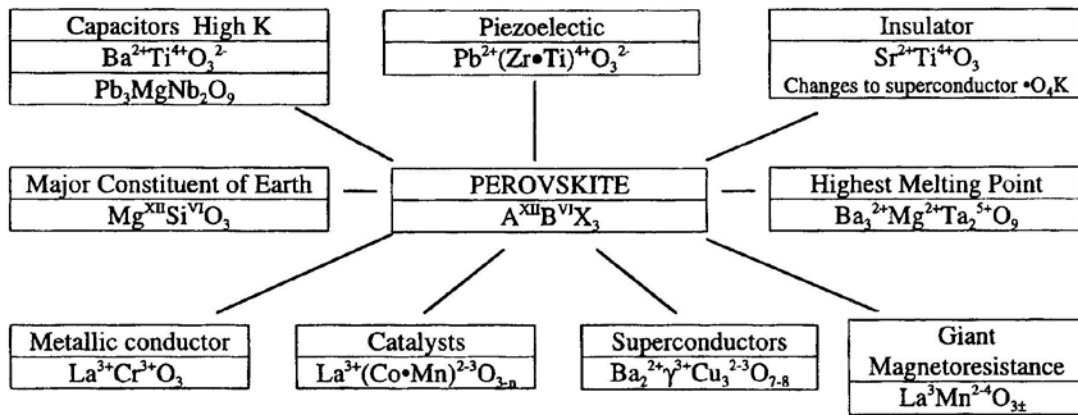 Capacitors High K
Ba²⁺Ti⁴⁺O₃²⁻
Pb₃MgNb₂O₉
Piezoelectic
Pb²⁺(Zr•Ti)⁴⁺O₃²⁻
Insulator
Sr²⁺Ti⁴⁺O₃
Changes to superconductor •O₄K
Major Constituent of Earth
Mg^XII Si^VI O₃
PEROVSKITE
A^XII B^VI X₃
Highest Melting Point
Ba₃²⁺Mg²⁺Ta₂⁵⁺O₉
Metallic conductor
La³⁺Cr³⁺O₃
Catalysts
La³⁺(Co•Mn)²⁻³O₃₋ₙ
Superconductors
Ba₂²⁺γ³⁺Cu₃²⁻³O₇₋₈
Giant
Magnetoresistance
La³Mn²⁻⁴O₃±